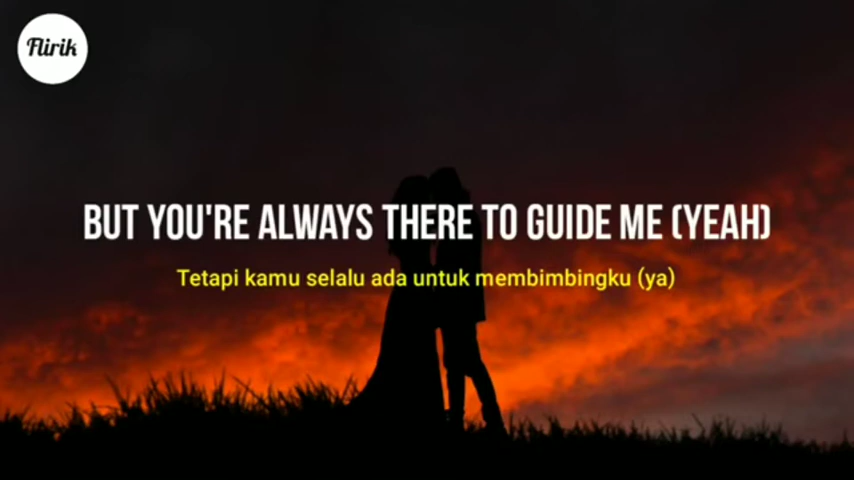 Flirik
BUT YOU'RE ALWAYS THERE TO GUIDE ME (YEAH)
Tetapi kamu selalu ada untuk membimbingku (ya)